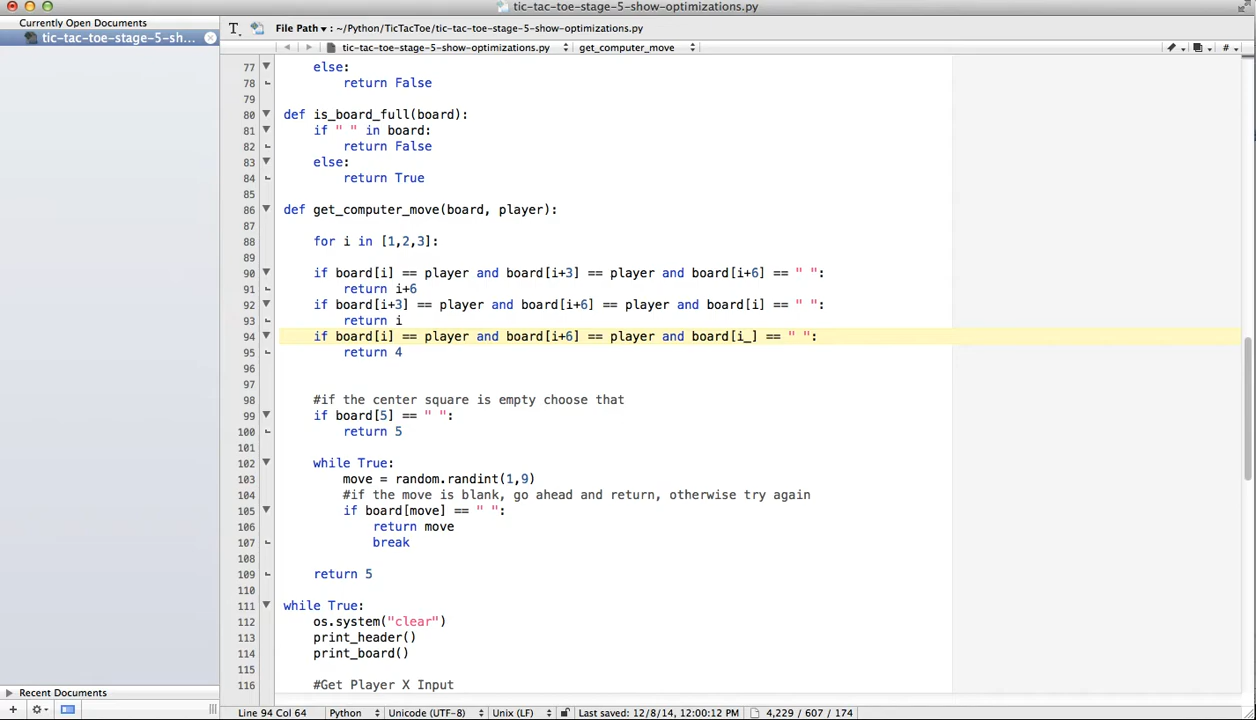 tic-tac-toe-stage-5-show-optimizations.py
Currently Open Documents
tic-tac-toe-stage-5-sh...
File Path ▾ : ~/Python/TicTacToe/tic-tac-toe-stage-5-show-optimizations.py
tic-tac-toe-stage-5-show-optimizations.py get_computer_move
77 else:
78 return False
79
80 def is_board_full(board):
81 if " " in board:
82 return False
83 else:
84 return True
85
86 def get_computer_move(board, player):
87
88 for i in [1,2,3]:
89
90 if board[i] == player and board[i+3] == player and board[i+6] == " ":
91 return i+6
92 if board[i+3] == player and board[i+6] == player and board[i] == " ":
93 return i
94 if board[i] == player and board[i+6] == player and board[i_] == " ":
95 return 4
96
97
98 #if the center square is empty choose that
99 if board[5] == " ":
100 return 5
101
102 while True:
103 move = random.randint(1,9)
104 #if the move is blank, go ahead and return, otherwise try again
105 if board[move] == " ":
106 return move
107 break
108
109 return 5
110
111 while True:
112 os.system("clear")
113 print_header()
114 print_board()
115
116 #Get Player X Input
Recent Documents
Line 94 Col 64 Python Unicode (UTF-8) Unix (LF) Last saved: 12/8/14, 12:00:12 PM 4,229 / 607 / 174